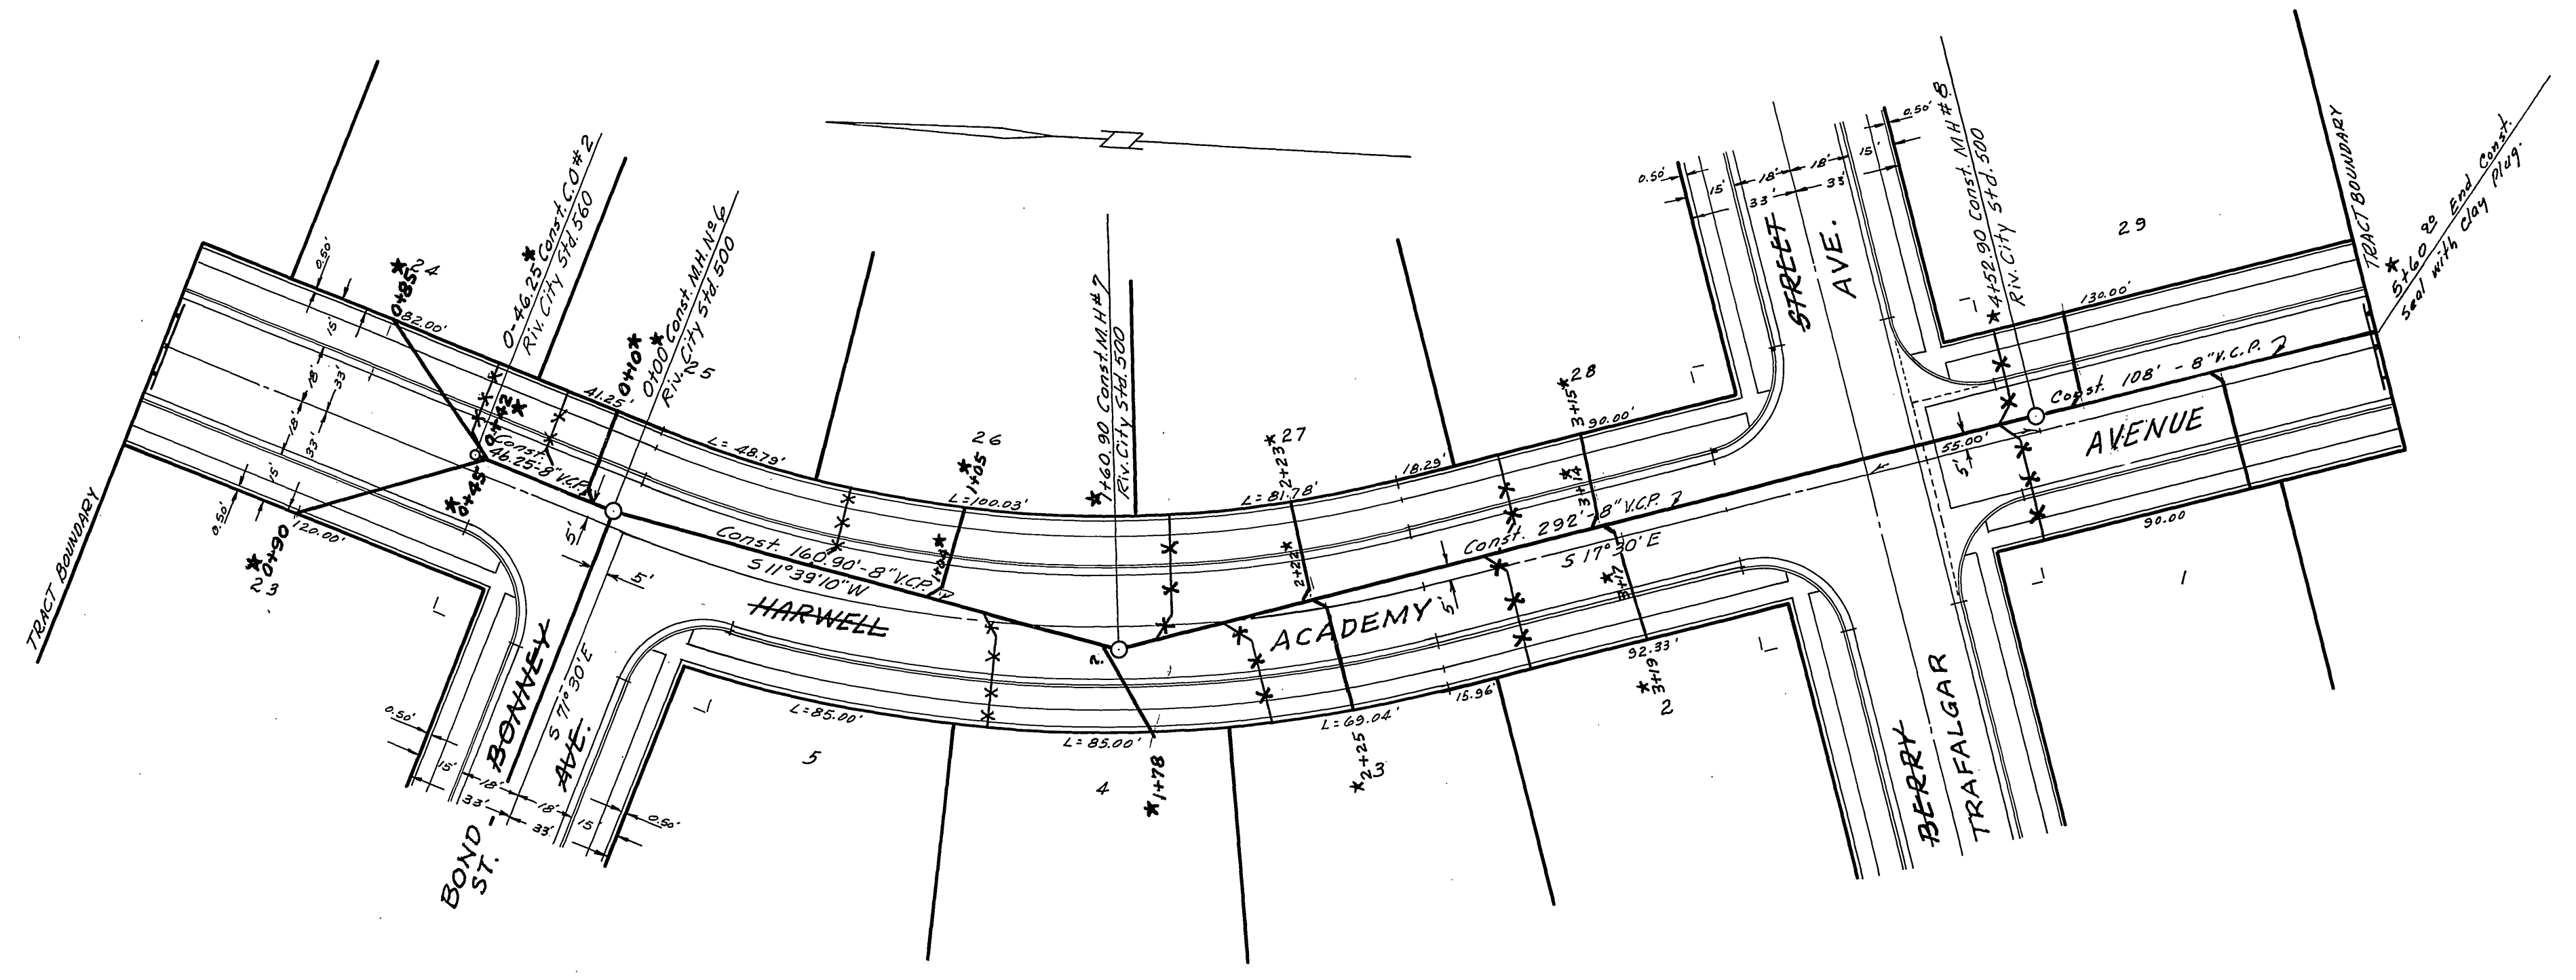 TRACT BOUNDARY
0.50'
15'
18'
33'
18'
33'
15'
0.50'
*0+85
24
82.00'
0-46.25* Const. C.O.# 2
Riv. City Std. 560
0+42*
*0+45
*0+90
23
120.00'
Const.
46.25-8" V.C.P.
41.25'
0+10*
0+00* Const. M.H. No 6
Riv. City Std. 500
25
5'
5'
L=48.79'
BONNEY
S 71°30' E
AVE.
BOND -
ST.
0.50'
15'
18'
33'
18'
33'
15'
0.50'
Const. 160.90'-8" V.C.P.
S 11°39'10" W
HARWELL
L=85.00'
5
26
*1+05
L=100.03'
1+04*
*1+60.90 Const. M.H #7
Riv. City Std. 500
L=85.00'
4
*1+78
27
2+23*
L=81.78'
2+22*
ACADEMY
L=69.04'
*2+25
3
18.29'
15.96'
5'
Const. 292'-8" V.C.P.
S 17°30' E
28
3+15*
90.00'
*3+14
*3+17
92.33'
*3+19
2
0.50'
15'
18'
33'
18'
33'
15'
0.50'
STREET
AVE.
BERRY
TRAFALGAR
*4+52.90 Const. M.H #8
Riv. City Std. 500
29
130.00'
Const. 108' - 8" V.C.P.
55.00'
5'
AVENUE
90.00
1
TRACT BOUNDARY
*5+60.90 End Const.
Seal with clay plug.